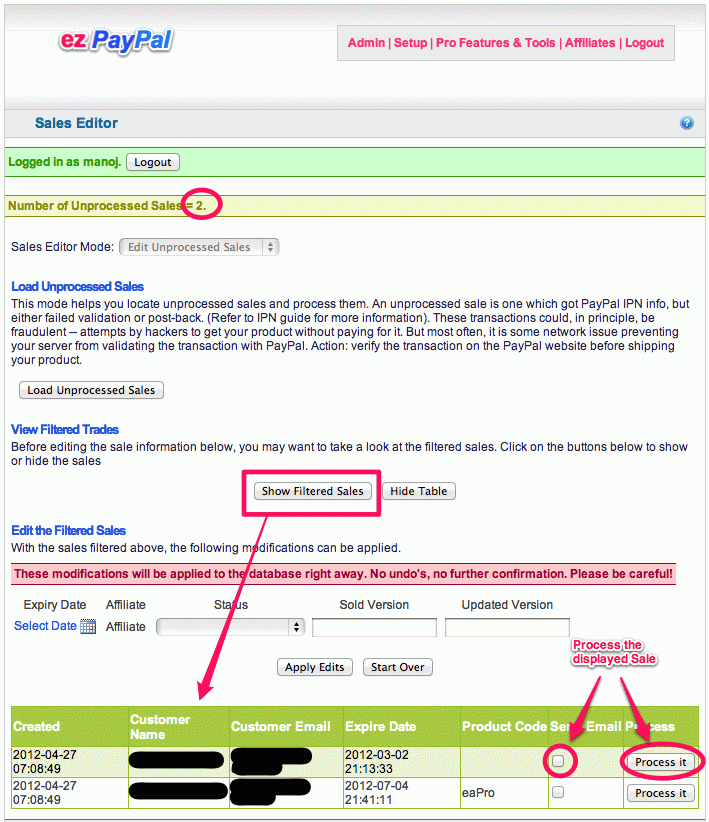 ez PayPal
Admin | Setup | Pro Features & Tools | Affiliates | Logout
Sales Editor
?
Logged in as manoj. Logout
Number of Unprocessed Sales = 2.
Sales Editor Mode: Edit Unprocessed Sales
Load Unprocessed Sales
This mode helps you locate unprocessed sales and process them. An unprocessed sale is one which got PayPal IPN info, but
either failed validation or post-back. (Refer to IPN guide for more information). These transactions could, in principle, be
fraudulent -- attempts by hackers to get your product without paying for it. But most often, it is some network issue preventing
your server from validating the transaction with PayPal. Action: verify the transaction on the PayPal website before shipping
your product.
Load Unprocessed Sales
View Filtered Trades
Before editing the sale information below, you may want to take a look at the filtered sales. Click on the buttons below to show
or hide the sales
Show Filtered Sales Hide Table
Edit the Filtered Sales
With the sales filtered above, the following modifications can be applied.
These modifications will be applied to the database right away. No undo's, no further confirmation. Please be careful!
Expiry Date Affiliate Status Sold Version Updated Version
Select Date Affiliate
Process the
displayed Sale
Apply Edits Start Over
Created Customer Name Customer Email Expire Date Product Code Email
2012-04-27 07:08:49 2012-03-02 21:13:33 Process it
2012-04-27 07:08:49 2012-07-04 21:41:11 eaPro Process it